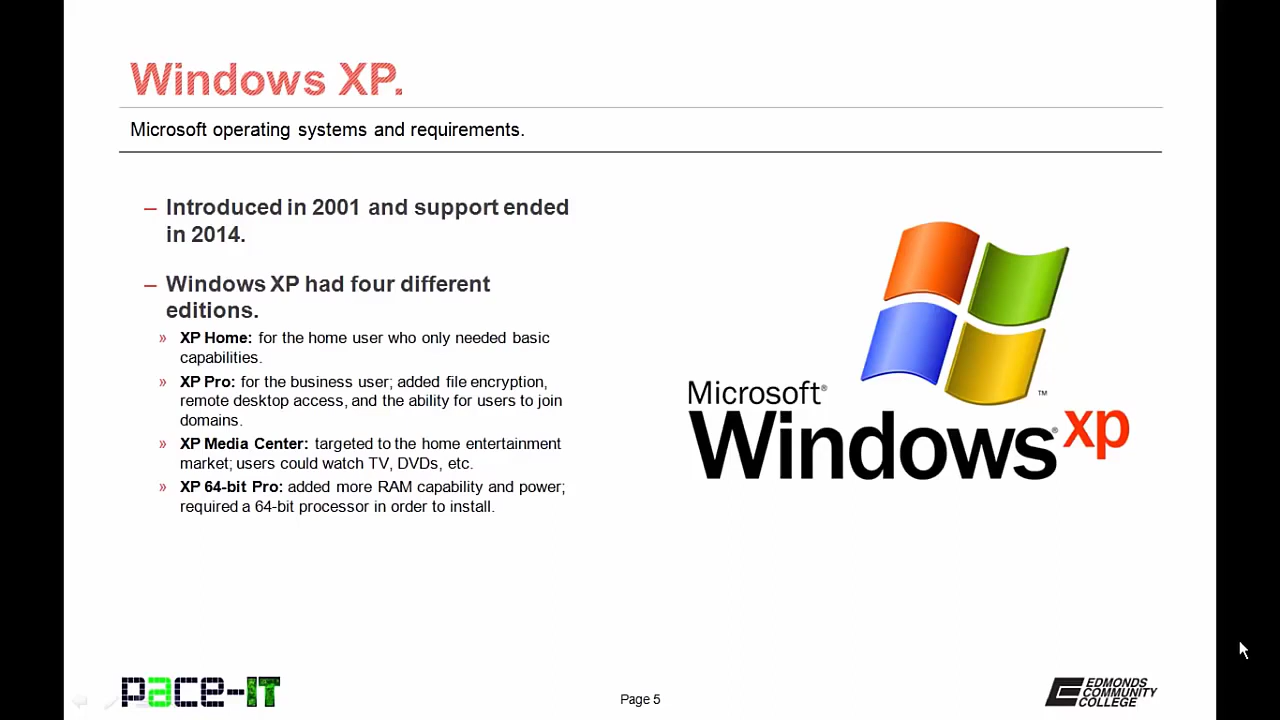 Windows XP.
Microsoft operating systems and requirements.
– Introduced in 2001 and support ended
in 2014.
– Windows XP had four different
editions.
» XP Home: for the home user who only needed basic
capabilities.
» XP Pro: for the business user; added file encryption,
remote desktop access, and the ability for users to join
domains.
» XP Media Center: targeted to the home entertainment
market; users could watch TV, DVDs, etc.
» XP 64-bit Pro: added more RAM capability and power;
required a 64-bit processor in order to install.
Microsoft®
Windows® xp
™
pace-IT
Page 5
EDMONDS
COMMUNITY
COLLEGE